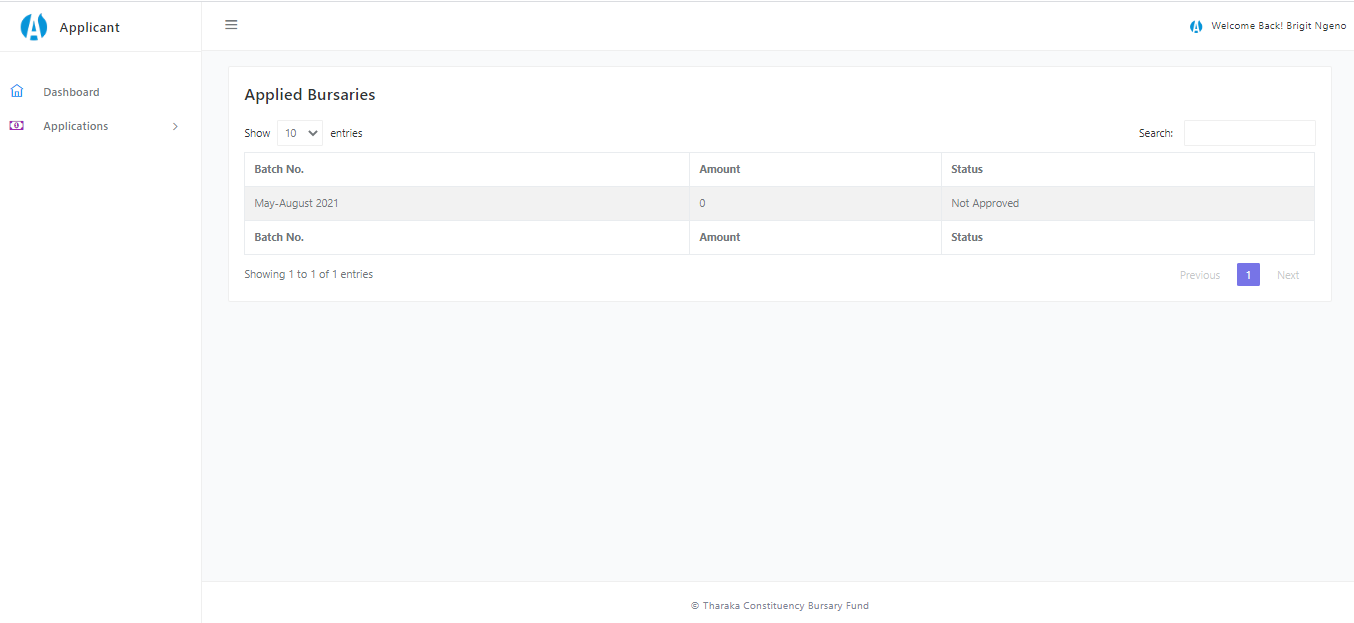 Applicant
Welcome Back! Brigit Ngeno
Dashboard
Applications
Applied Bursaries
Show 10 entries
Search:
Batch No. Amount Status
May-August 2021 0 Not Approved
Batch No. Amount Status
Showing 1 to 1 of 1 entries
Previous 1 Next
© Tharaka Constituency Bursary Fund